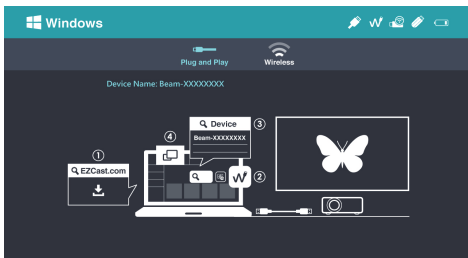 Windows
Plug and Play
Wireless
Device Name: Beam-XXXXXXXX
① EZCast.com
②
③ Device
Beam-XXXXXXXX
④